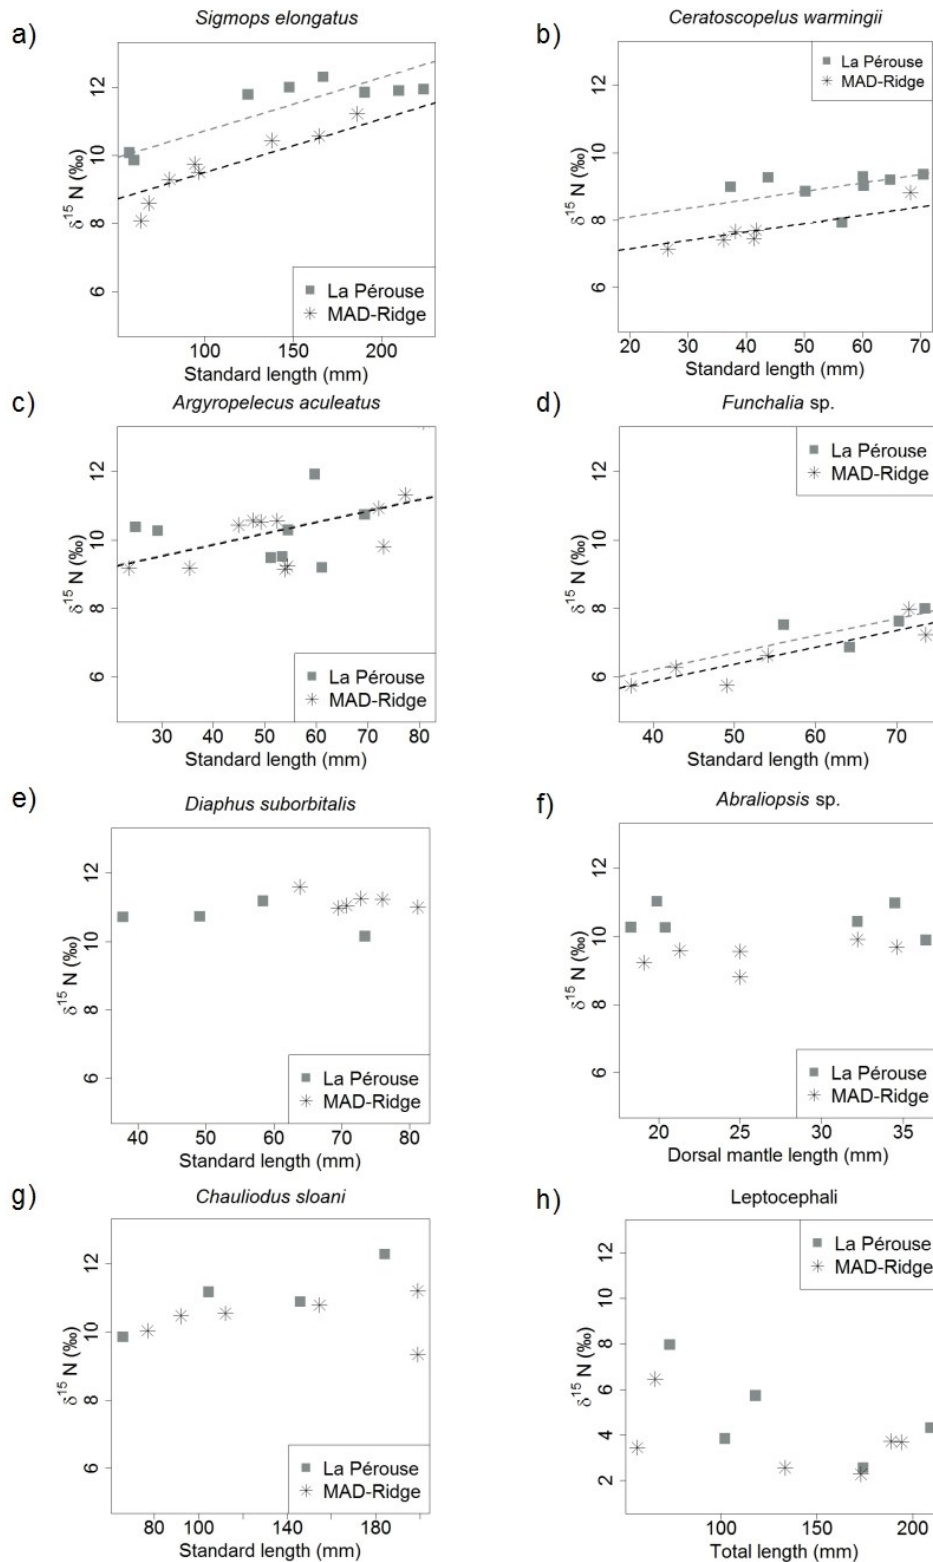 a)
Sigmops elongatus
δ15 N (‰)
12
10
8
6
La Pérouse
MAD-Ridge
100 150 200
Standard length (mm)
b)
Ceratoscopelus warmingii
δ15 N (‰)
12
10
8
6
La Pérouse
MAD-Ridge
20 30 40 50 60 70
Standard length (mm)
c)
Argyropelecus aculeatus
δ15 N (‰)
12
10
8
6
La Pérouse
MAD-Ridge
30 40 50 60 70 80
Standard length (mm)
d)
Funchalia sp.
δ15 N (‰)
12
10
8
6
La Pérouse
MAD-Ridge
40 50 60 70
Standard length (mm)
e)
Diaphus suborbitalis
δ15 N (‰)
12
10
8
6
La Pérouse
MAD-Ridge
40 50 60 70 80
Standard length (mm)
f)
Abraliopsis sp.
δ15 N (‰)
12
10
8
6
La Pérouse
MAD-Ridge
20 25 30 35
Dorsal mantle length (mm)
g)
Chauliodus sloani
δ15 N (‰)
12
10
8
6
La Pérouse
MAD-Ridge
80 100 140 180
Standard length (mm)
h)
Leptocephali
δ15 N (‰)
12
10
8
6
4
2
La Pérouse
MAD-Ridge
100 150 200
Total length (mm)